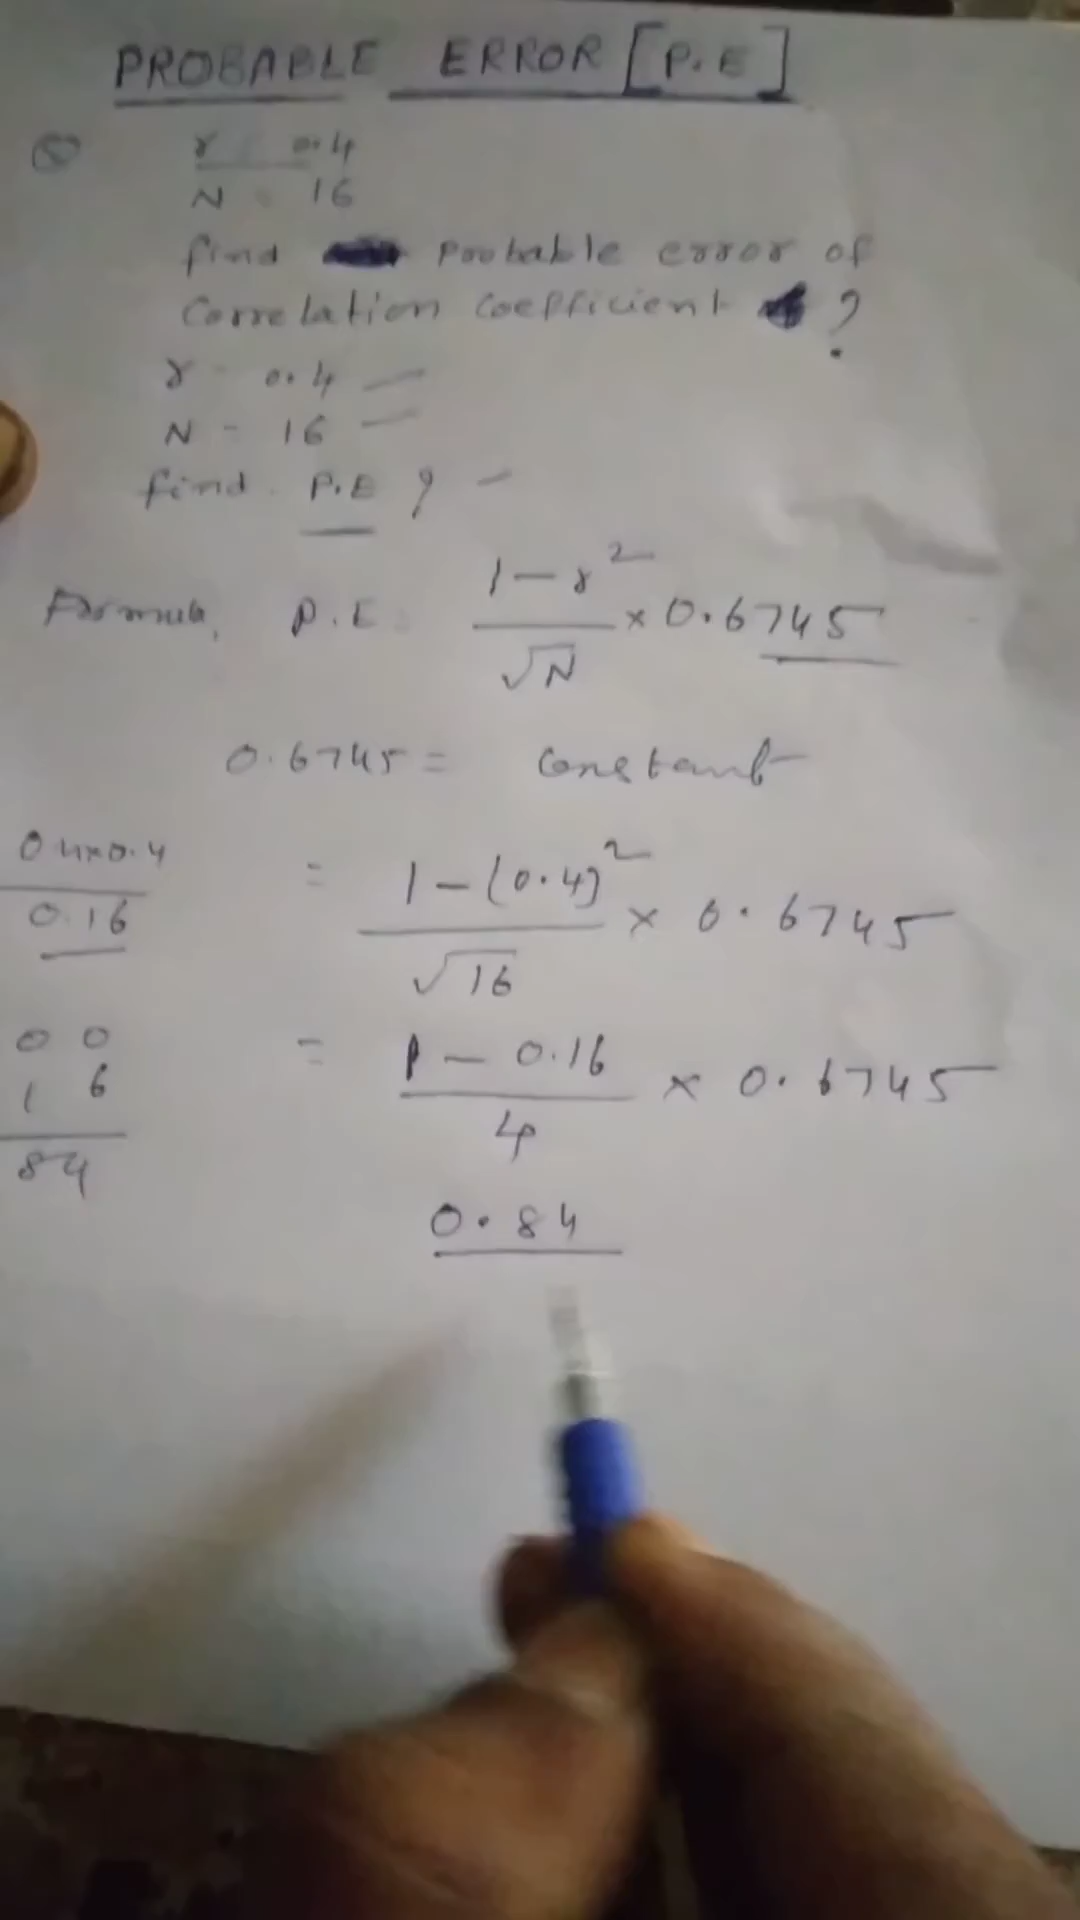 PROBABLE ERROR [P.E]
r 0.4
N = 16
find Probable error of
Correlation Coefficient ?
r = 0.4
N = 16
find P.E ?
Formula, P.E = 1 - r² / √N × 0.6745
0.6745 = constant
0.4×0.4
0.16
= 1 - (0.4)² / √16 × 0.6745
0 0
1 6
84
= 1 - 0.16 / 4 × 0.6745
0.84